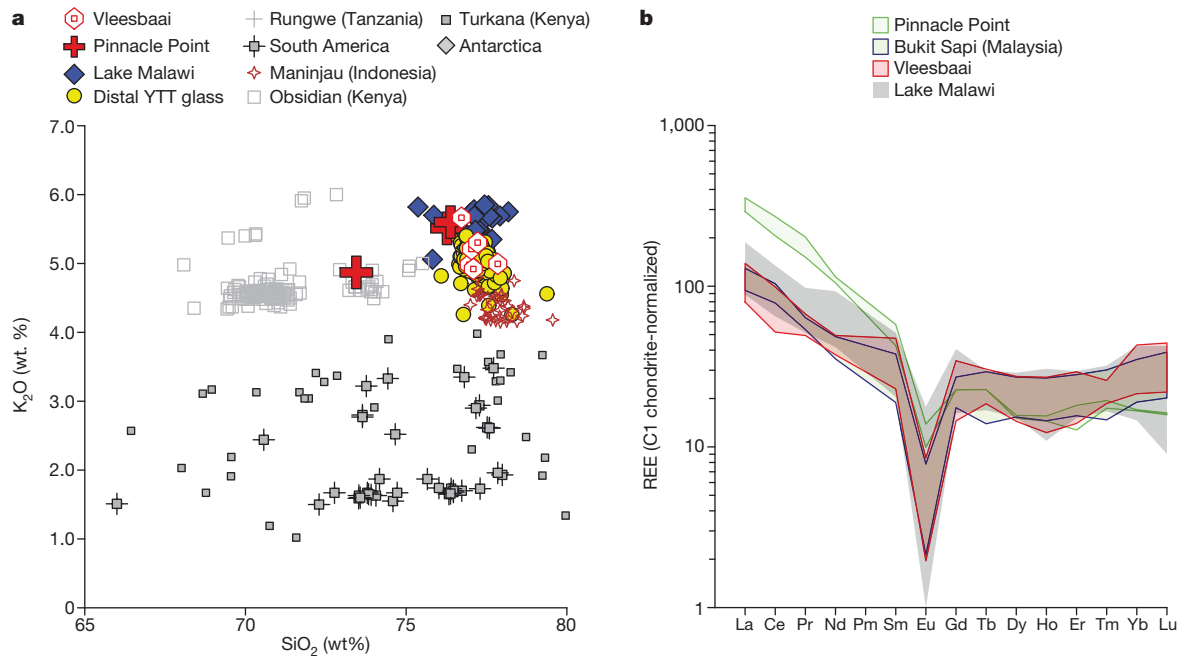 a
Vleesbaai
Pinnacle Point
Lake Malawi
Distal YTT glass
Rungwe (Tanzania)
South America
Maninjau (Indonesia)
Obsidian (Kenya)
Turkana (Kenya)
Antarctica
7.0
6.0
5.0
4.0
3.0
2.0
1.0
0
K₂O (wt. %)
65
70
75
80
SiO₂ (wt%)
b
Pinnacle Point
Bukit Sapi (Malaysia)
Vleesbaai
Lake Malawi
1,000
100
10
1
REE (C1 chondrite-normalized)
La Ce Pr Nd Pm Sm Eu Gd Tb Dy Ho Er Tm Yb Lu